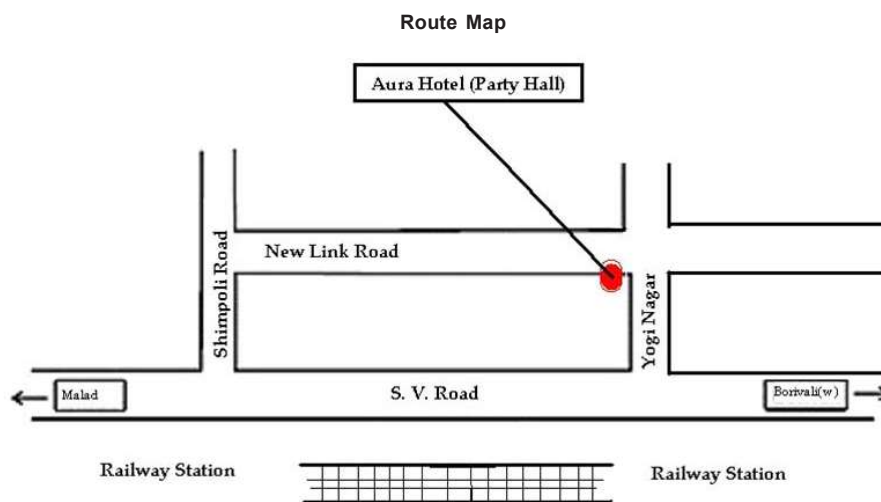 Route Map
Aura Hotel (Party Hall)
New Link Road
Shimpoli Road
Yogi Nagar
Malad
S. V. Road
Borivali(w)
Railway Station
Railway Station